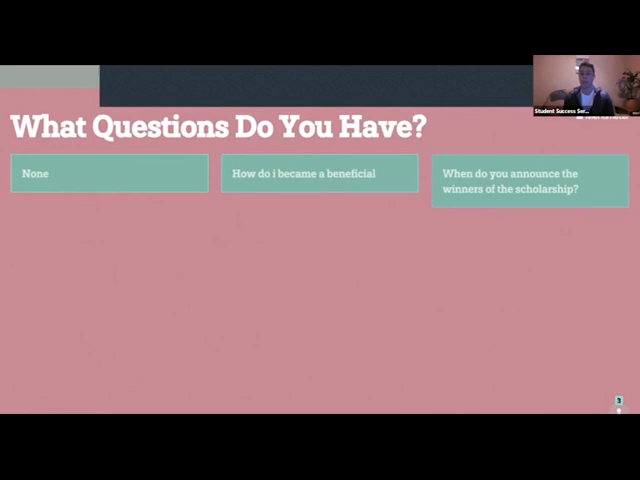 Student Success Ser...
What Questions Do You Have?
None
How do i became a beneficial
When do you announce the
winners of the scholarship?
3